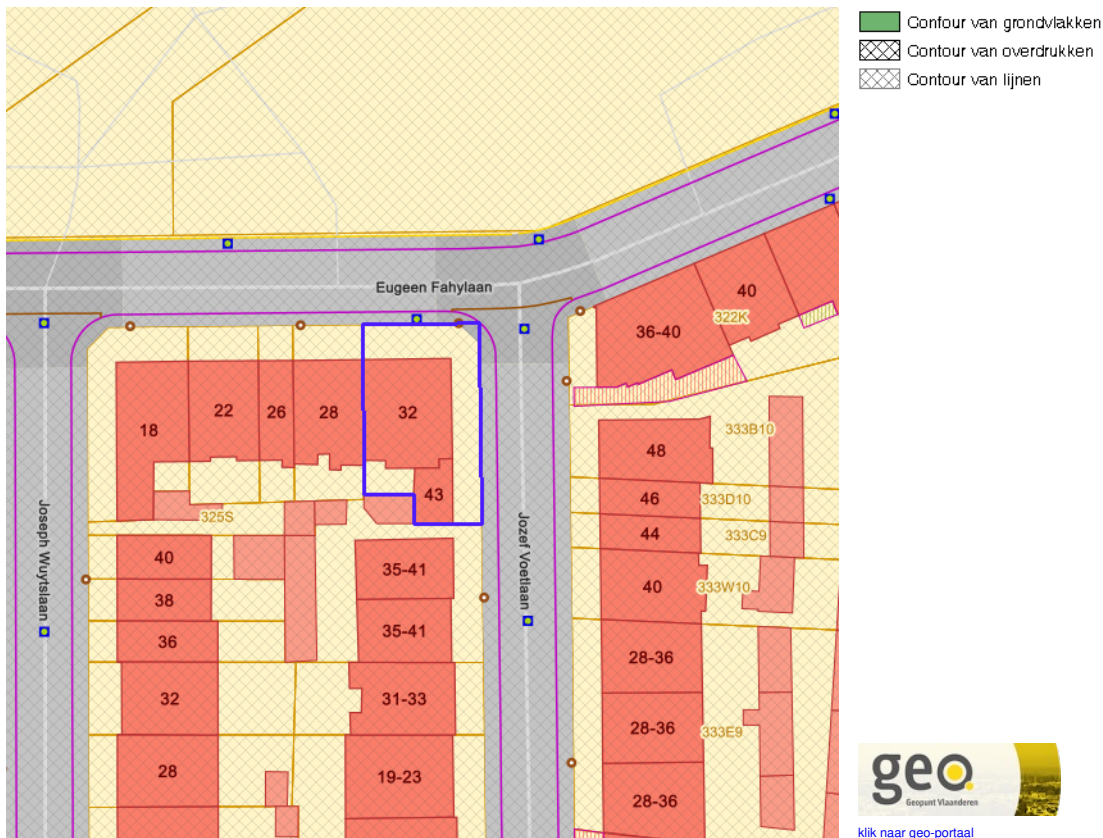 Contour van grondvlakken
Contour van overdrukken
Contour van lijnen
Eugeen Fahylaan
40
322K
36-40
32
22
26
28
18
43
333B10
48
46
333D10
325S
Joseph Wuytslaan
Jozef Voetlaan
44
333C9
40
35-41
40
333W10
38
35-41
36
28-36
32
31-33
28-36
333E9
28
19-23
28-36
geo.
Geopunt Vlaanderen
klik naar geo-portaal